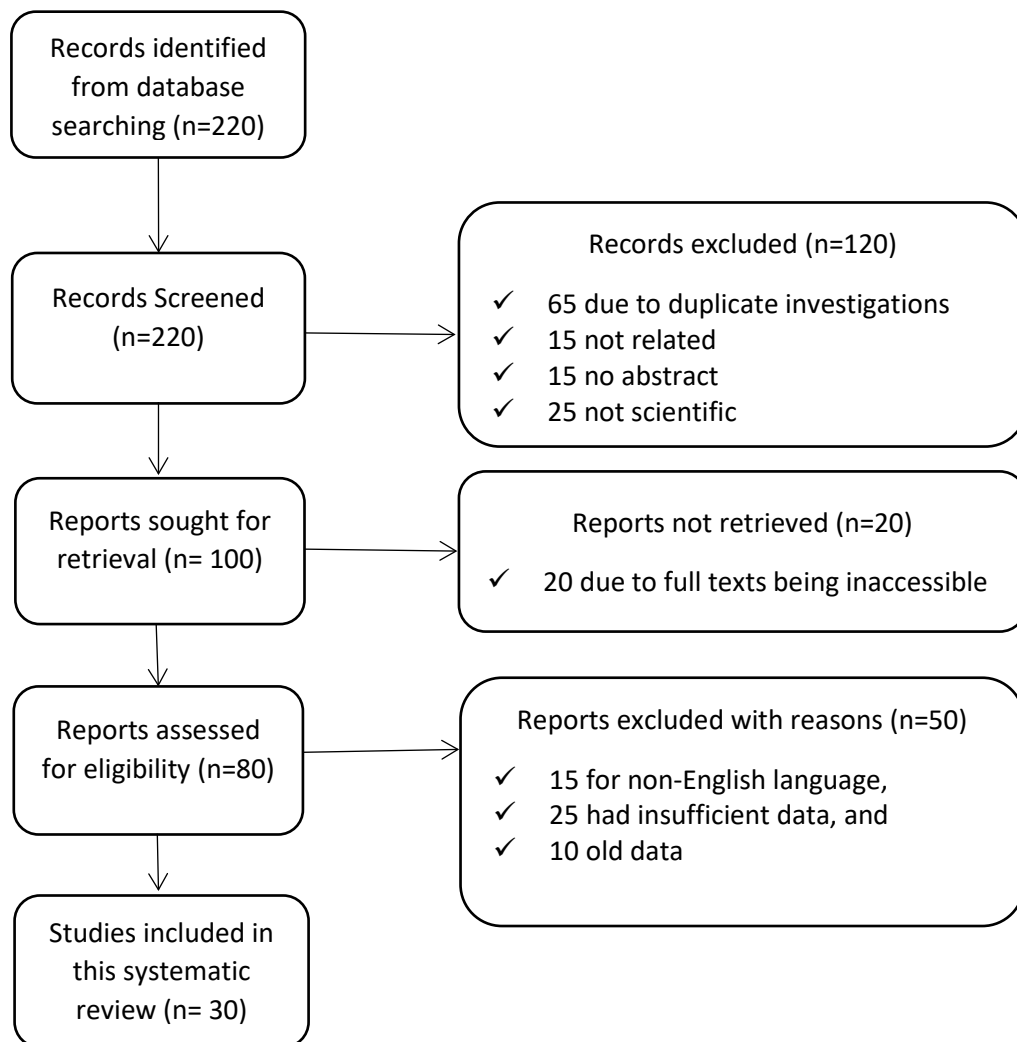 Records identified
from database
searching (n=220)
Records Screened
(n=220)
Records excluded (n=120)
✓ 65 due to duplicate investigations
✓ 15 not related
✓ 15 no abstract
✓ 25 not scientific
Reports sought for
retrieval (n= 100)
Reports not retrieved (n=20)
✓ 20 due to full texts being inaccessible
Reports assessed
for eligibility (n=80)
Reports excluded with reasons (n=50)
✓ 15 for non-English language,
✓ 25 had insufficient data, and
✓ 10 old data
Studies included in
this systematic
review (n= 30)